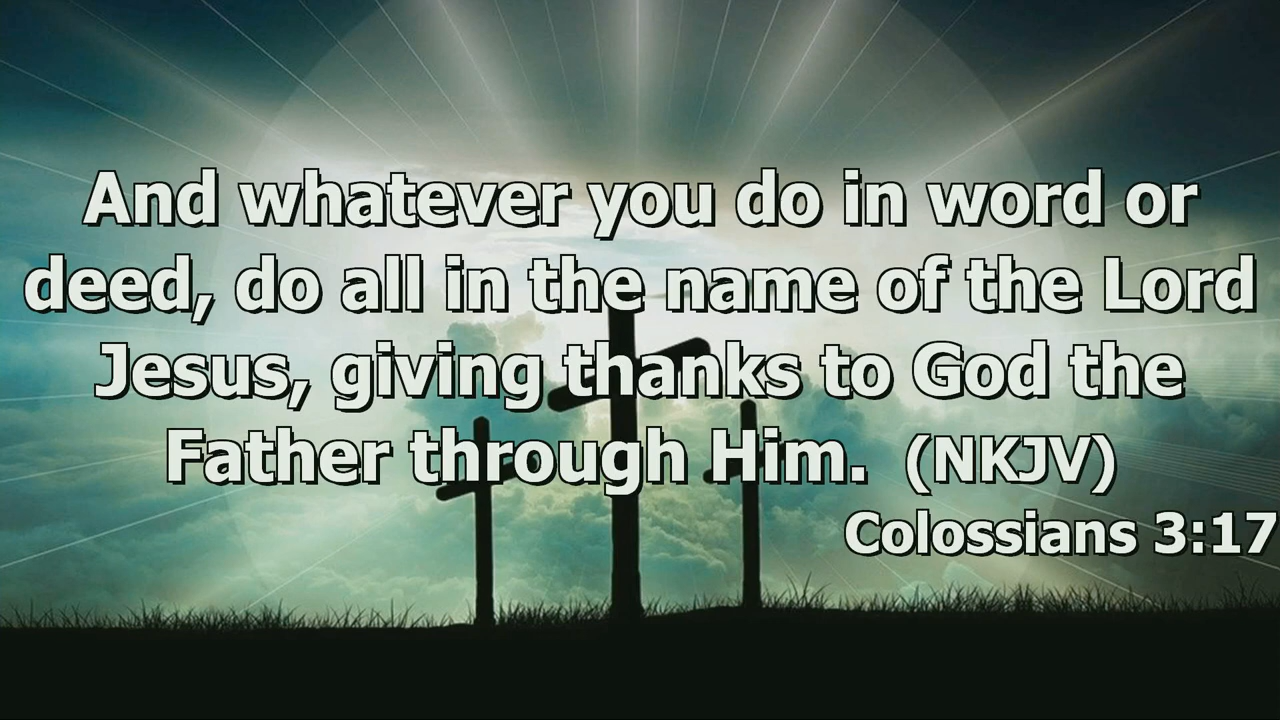 And whatever you do in word or
deed, do all in the name of the Lord
Jesus, giving thanks to God the
Father through Him. (NKJV)
Colossians 3:17